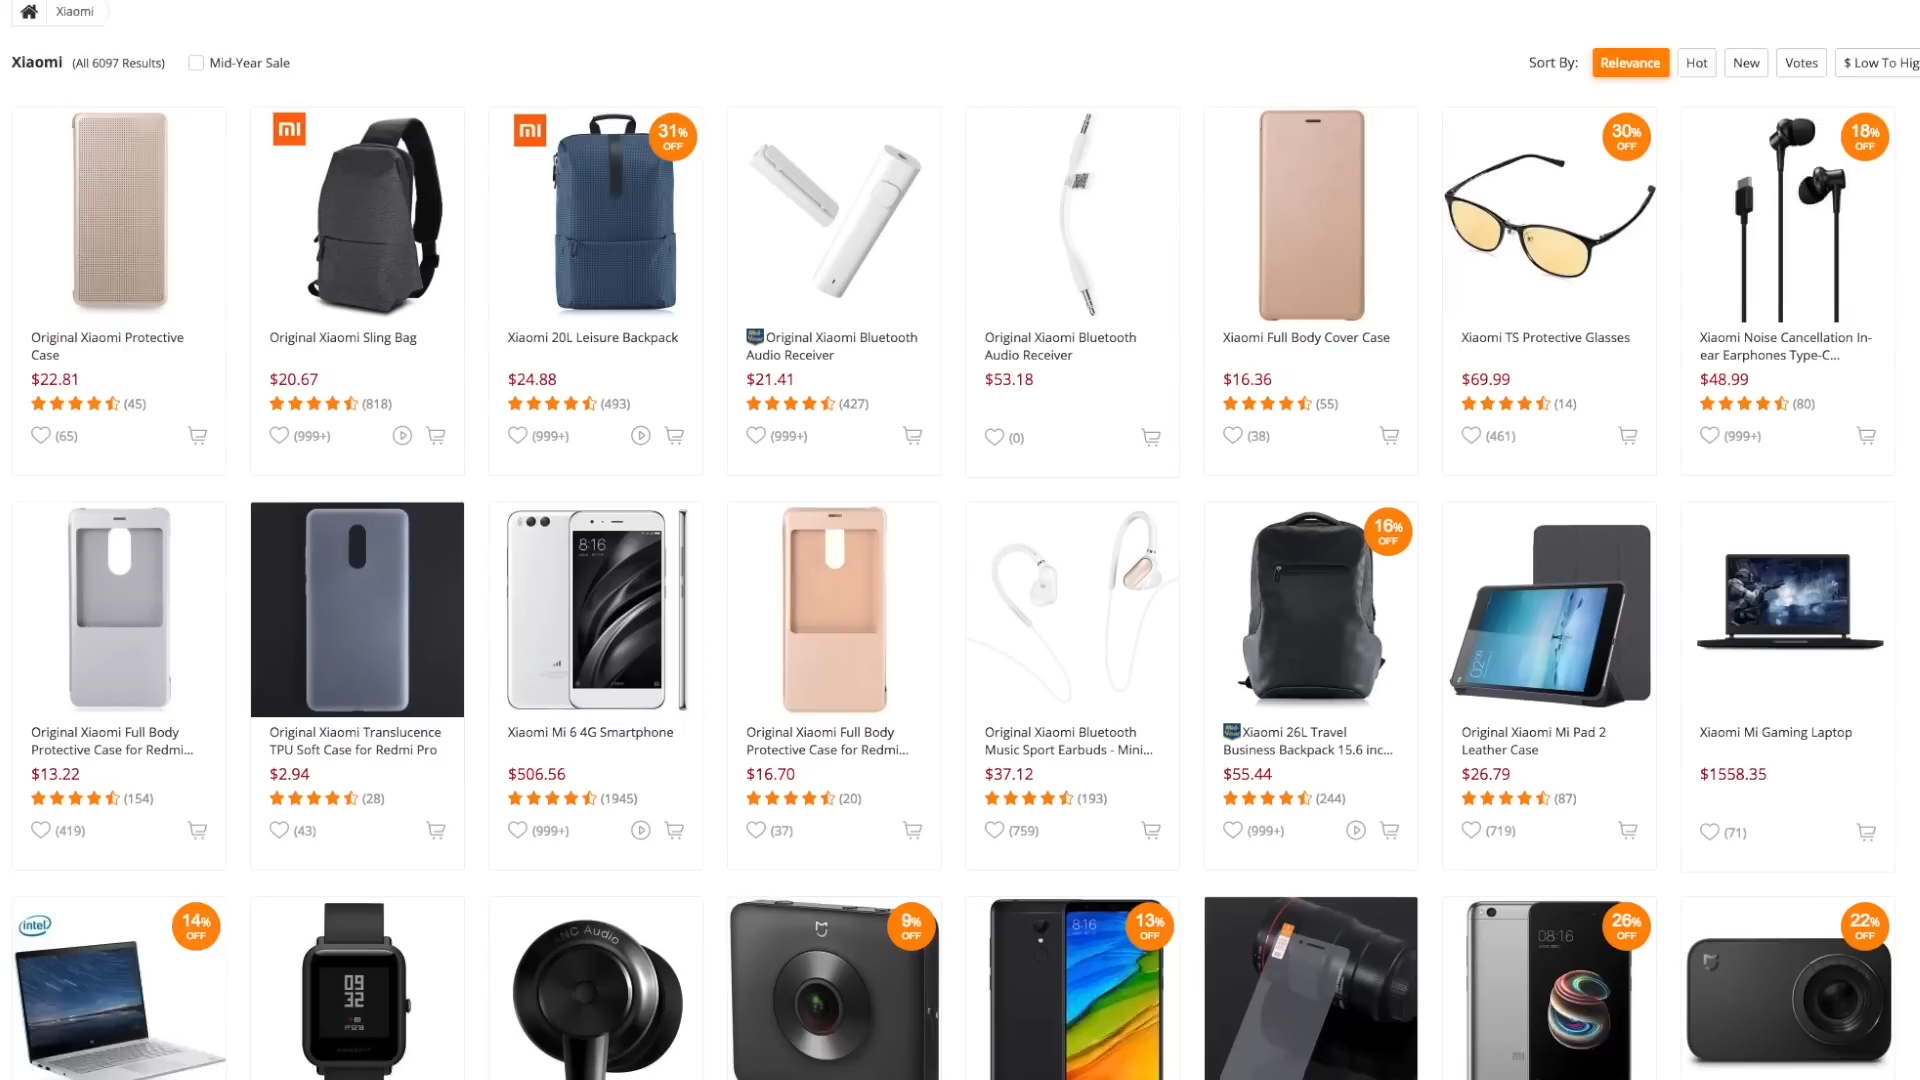 Xiaomi
Xiaomi (All 6097 Results) Mid-Year Sale
Sort By: Relevance Hot New Votes $ Low To Hig
mi
mi
31% OFF
30% OFF
18% OFF
Original Xiaomi Protective
Case
$22.81
(45)
(65)
Original Xiaomi Sling Bag
$20.67
(818)
(999+)
Xiaomi 20L Leisure Backpack
$24.88
(493)
(999+)
Original Xiaomi Bluetooth
Audio Receiver
$21.41
(427)
(999+)
Original Xiaomi Bluetooth
Audio Receiver
$53.18
(0)
Xiaomi Full Body Cover Case
$16.36
(55)
(38)
Xiaomi TS Protective Glasses
$69.99
(14)
(461)
Xiaomi Noise Cancellation In-
ear Earphones Type-C...
$48.99
(80)
(999+)
8:16
16% OFF
Original Xiaomi Full Body
Protective Case for Redmi...
$13.22
(154)
(419)
Original Xiaomi Translucence
TPU Soft Case for Redmi Pro
$2.94
(28)
(43)
Xiaomi Mi 6 4G Smartphone
$506.56
(1945)
(999+)
Original Xiaomi Full Body
Protective Case for Redmi...
$16.70
(20)
(37)
Original Xiaomi Bluetooth
Music Sport Earbuds - Mini...
$37.12
(193)
(759)
Xiaomi 26L Travel
Business Backpack 15.6 inc...
$55.44
(244)
(999+)
Original Xiaomi Mi Pad 2
Leather Case
$26.79
(87)
(719)
Xiaomi Mi Gaming Laptop
$1558.35
(71)
intel
14% OFF
09
32
ANC Audio
9% OFF
8:16
13% OFF
08:16
mi
26% OFF
22% OFF